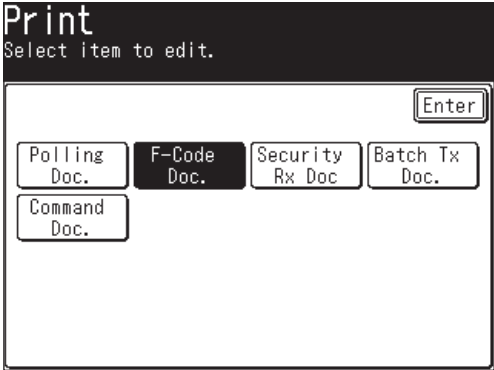 Print
Select item to edit.
Enter
Polling Doc.
F-Code Doc.
Security Rx Doc
Batch Tx Doc.
Command Doc.